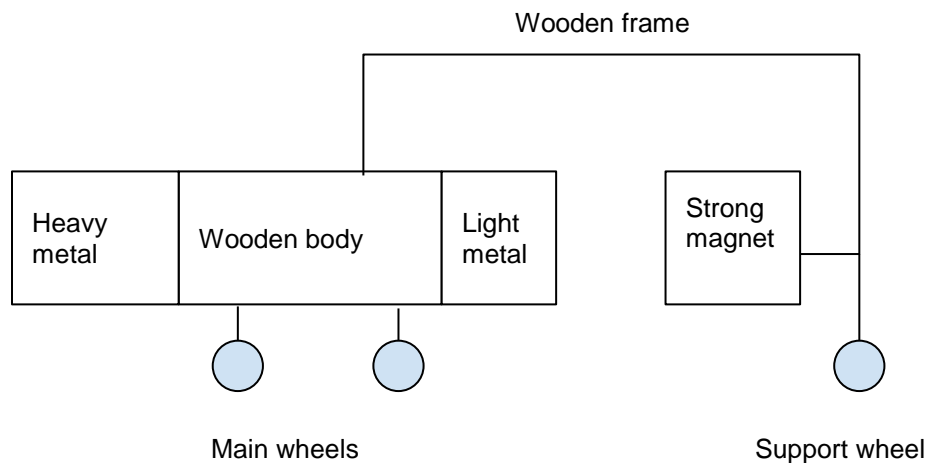 Wooden frame
Heavy
metal
Wooden body
Light
metal
Strong
magnet
Main wheels
Support wheel